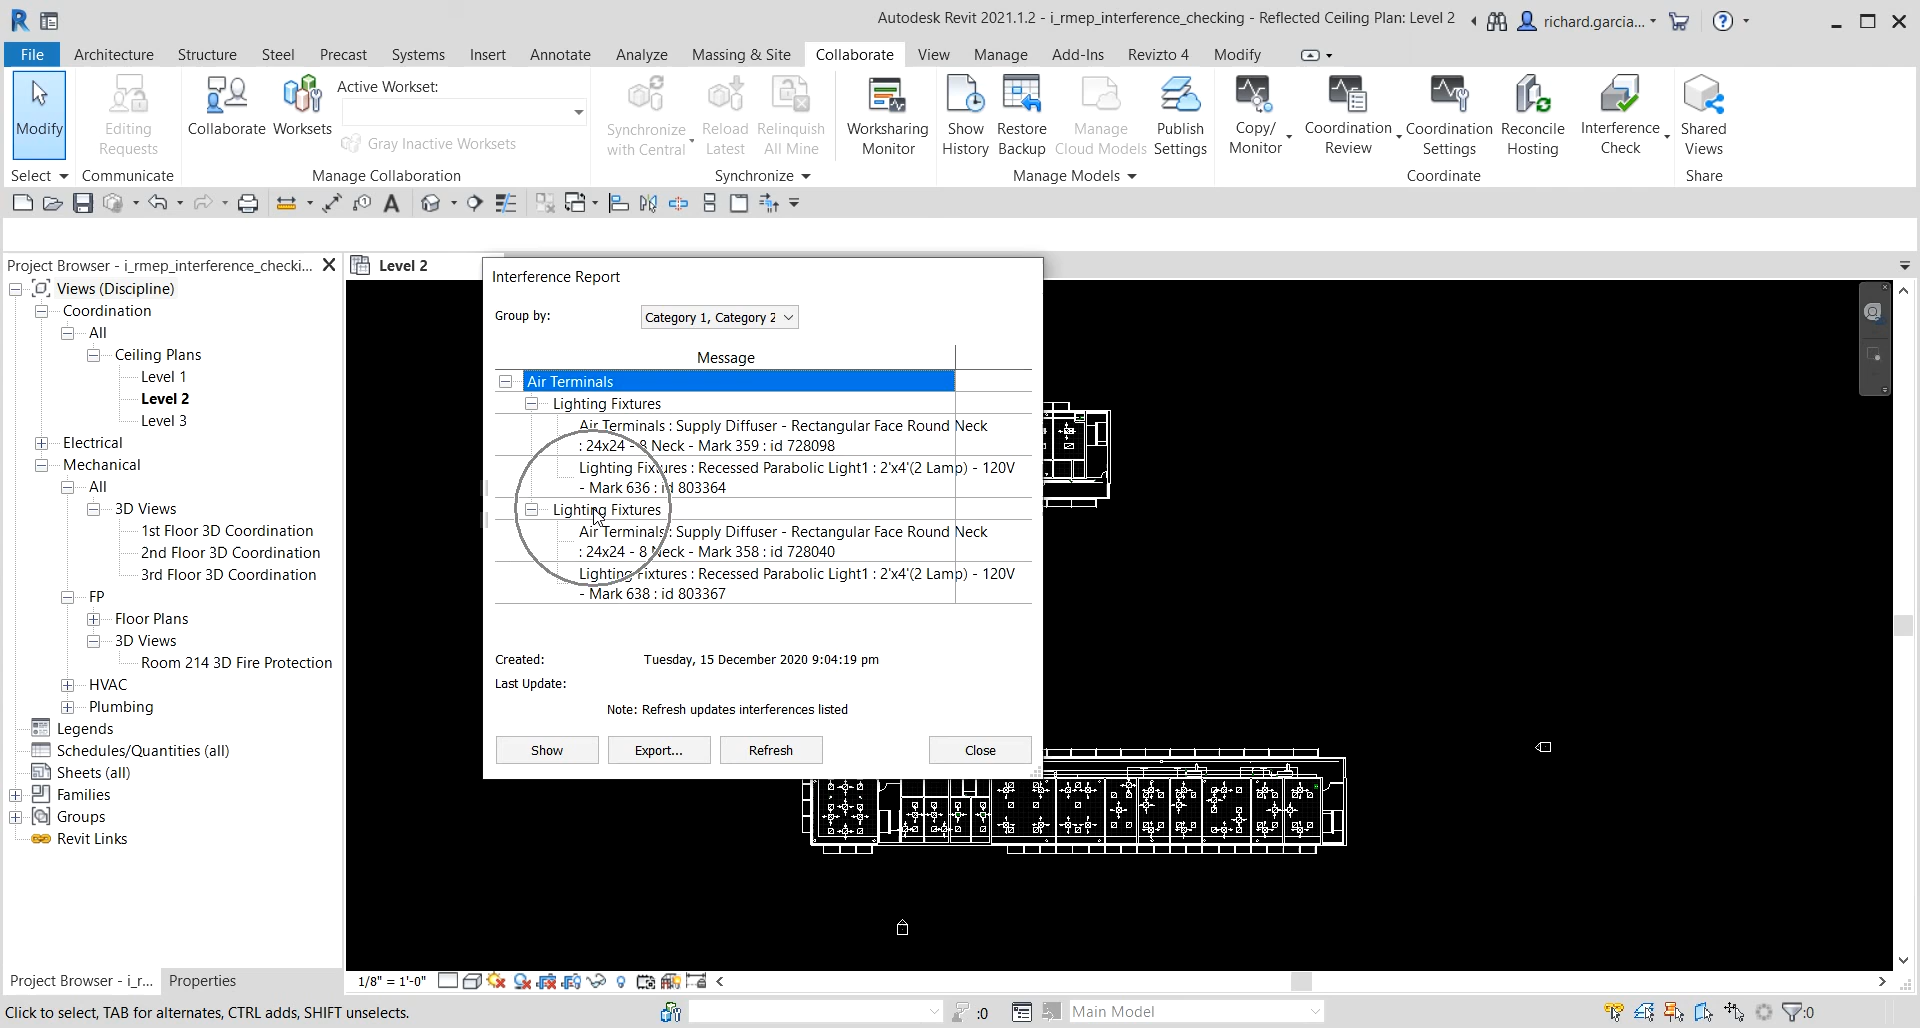 Autodesk Revit 2021.1.2 - i_rmep_interference_checking - Reflected Ceiling Plan: Level 2
richard.garcia...
File Architecture Structure Steel Precast Systems Insert Annotate Analyze Massing & Site Collaborate View Manage Add-Ins Revizto 4 Modify
Modify
Editing Requests
Collaborate
Worksets
Active Workset:
Gray Inactive Worksets
Synchronize with Central
Reload Latest
Relinquish All Mine
Worksharing Monitor
Show History
Restore Backup
Manage Cloud Models
Publish Settings
Copy/ Monitor
Coordination Review
Coordination Settings
Reconcile Hosting
Interference Check
Shared Views
Select Communicate Manage Collaboration Synchronize Manage Models Coordinate Share
Project Browser - i_rmep_interference_checki...
Views (Discipline)
Coordination
All
Ceiling Plans
Level 1
Level 2
Level 3
Electrical
Mechanical
All
3D Views
1st Floor 3D Coordination
2nd Floor 3D Coordination
3rd Floor 3D Coordination
FP
Floor Plans
3D Views
Room 214 3D Fire Protection
HVAC
Plumbing
Legends
Schedules/Quantities (all)
Sheets (all)
Families
Groups
Revit Links
Project Browser - i_r... Properties
Level 2
Interference Report
Group by:
Category 1, Category 2
Message
Air Terminals
Lighting Fixtures
Air Terminals : Supply Diffuser - Rectangular Face Round Neck
: 24x24 - 8 Neck - Mark 359 : id 728098
Lighting Fixtures : Recessed Parabolic Light1 : 2'x4'(2 Lamp) - 120V
- Mark 636 : id 803364
Lighting Fixtures
Air Terminals : Supply Diffuser - Rectangular Face Round Neck
: 24x24 - 8 Neck - Mark 358 : id 728040
Lighting Fixtures : Recessed Parabolic Light1 : 2'x4'(2 Lamp) - 120V
- Mark 638 : id 803367
Created: Tuesday, 15 December 2020 9:04:19 pm
Last Update:
Note: Refresh updates interferences listed
Show Export... Refresh Close
1/8" = 1'-0"
Click to select, TAB for alternates, CTRL adds, SHIFT unselects.
:0
Main Model
:0